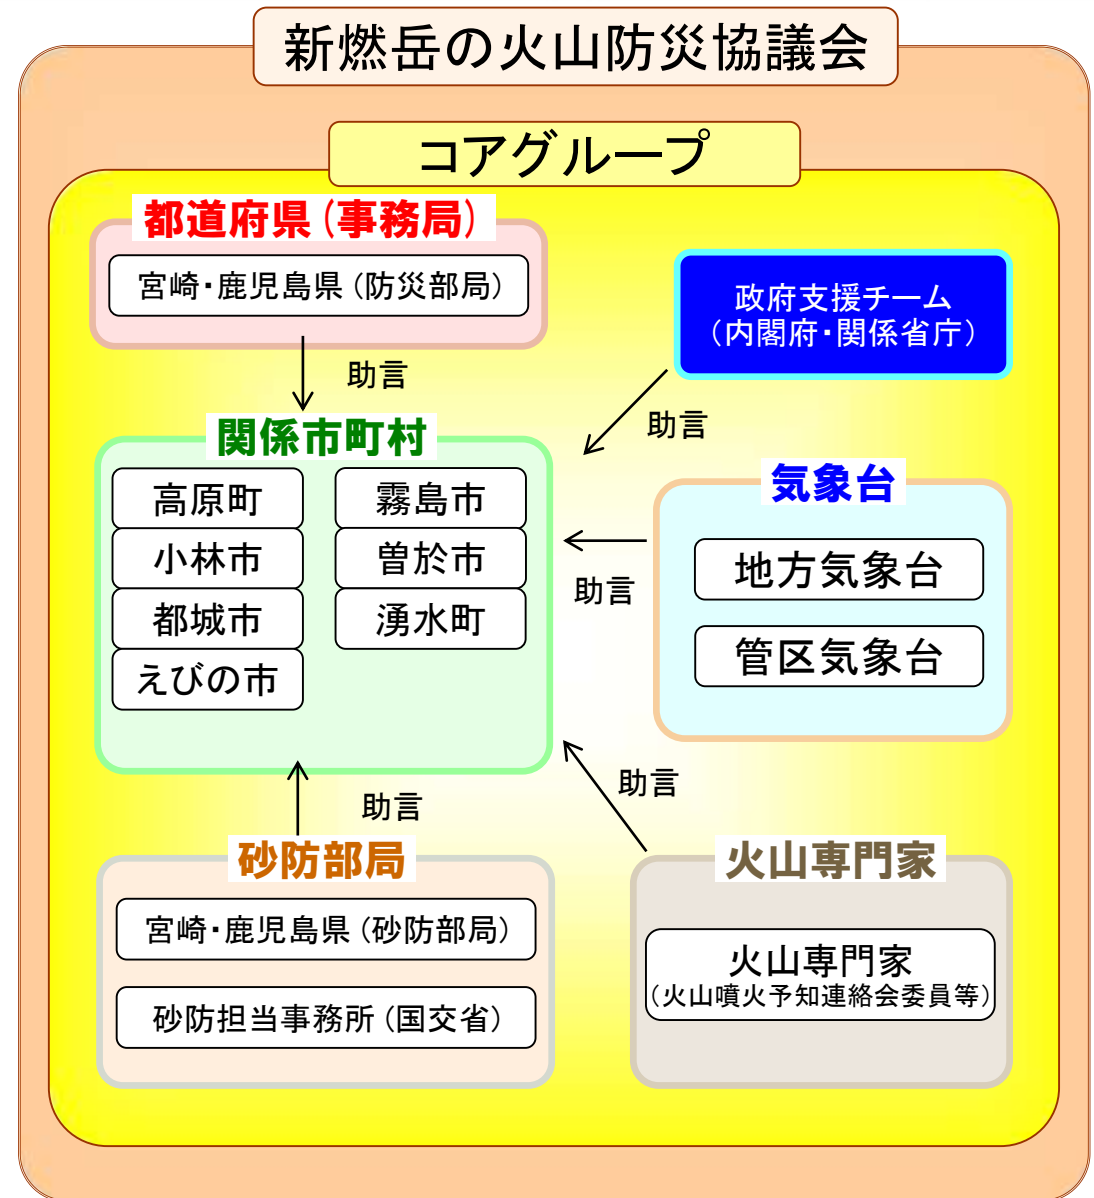 新燃岳の火山防災協議会
コアグループ
都道府県(事務局)
宮崎・鹿児島県(防災部局)
助言
政府支援チーム
(内閣府・関係省庁)
助言
関係市町村
高原町
小林市
都城市
えびの市
霧島市
曽於市
湧水町
気象台
地方気象台
管区気象台
助言
助言
砂防部局
宮崎・鹿児島県(砂防部局)
砂防担当事務所(国交省)
助言
火山専門家
火山専門家
(火山噴火予知連絡会委員等)